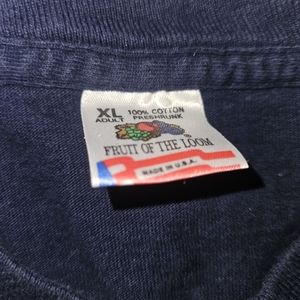 XL 100% COTTON
ADULT PRESHRUNK
FRUIT OF THE LOOM
MADE IN U.S.A.